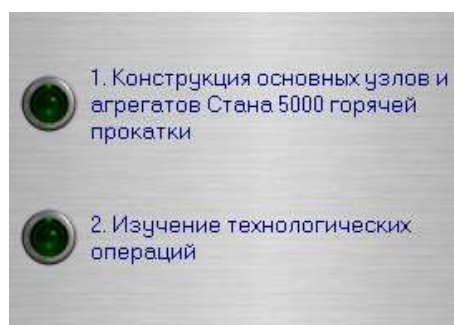 1. Конструкция основных узлов и
агрегатов Стана 5000 горячей
прокатки
2. Изучение технологических
операций